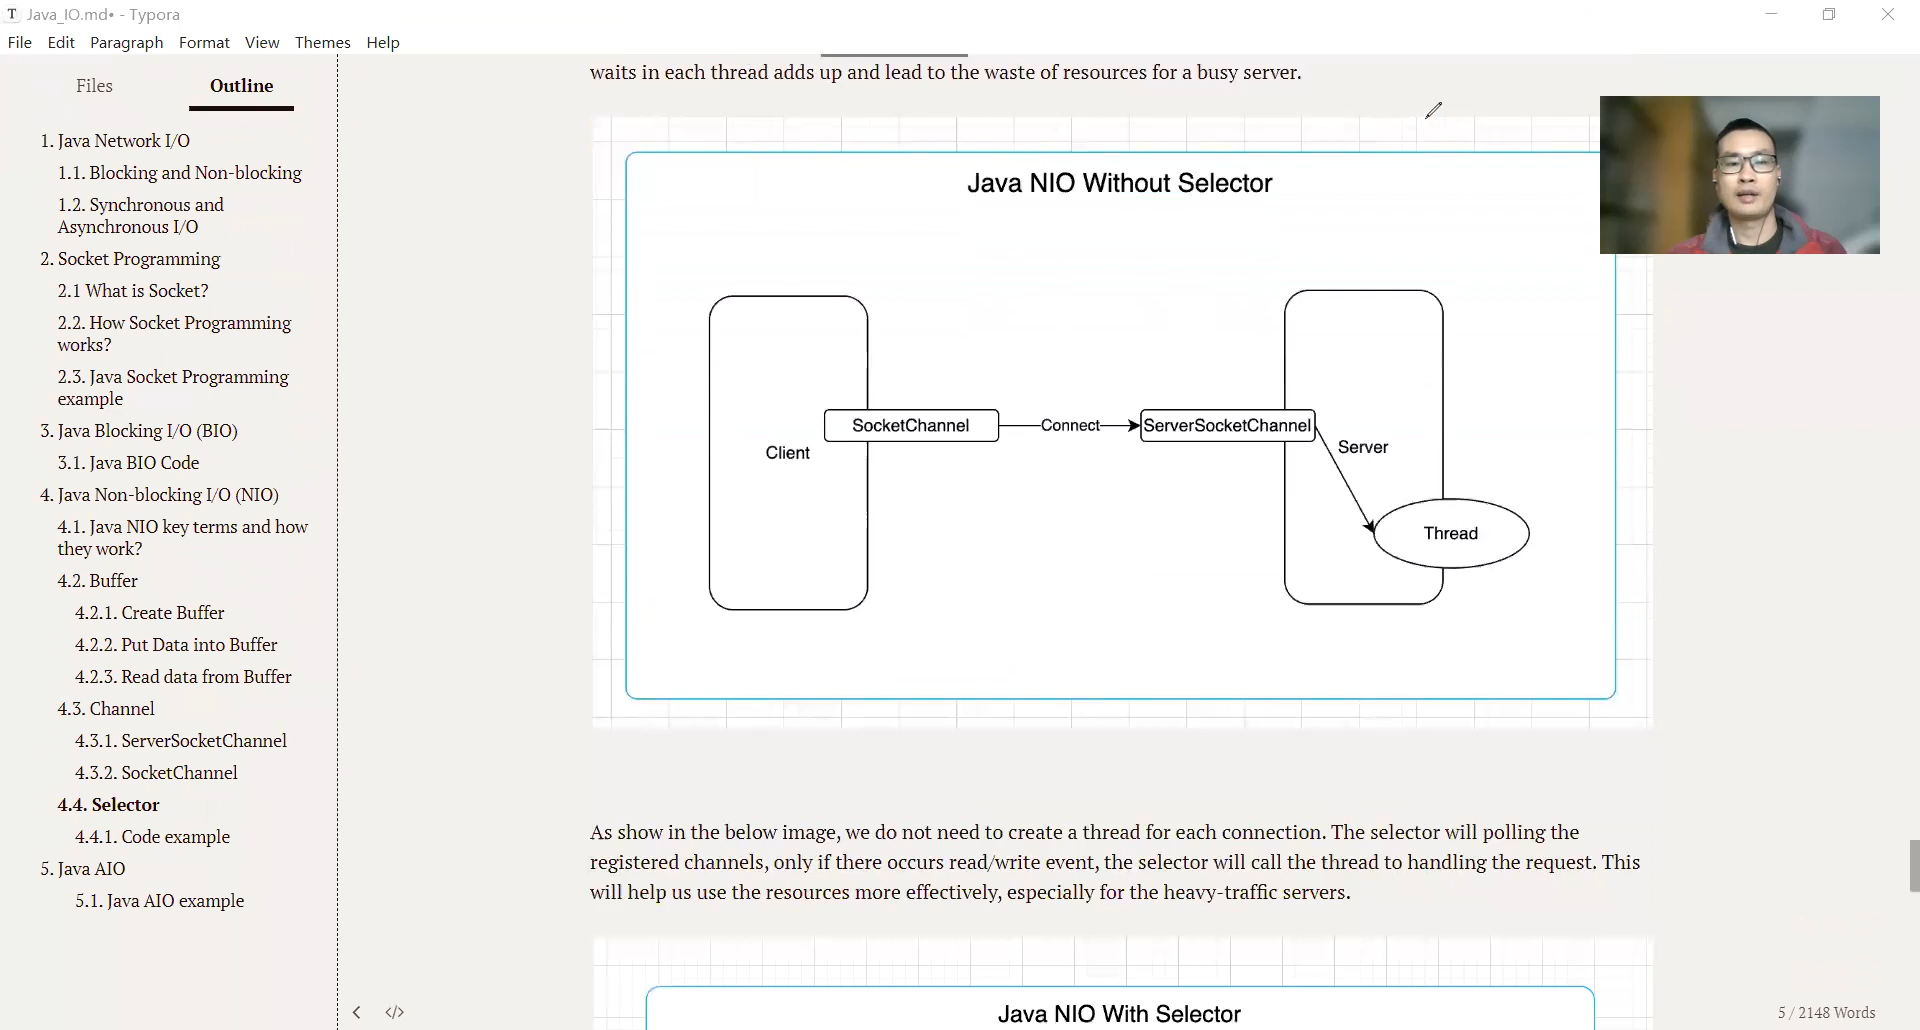 T Java_IO.md• - Typora
File Edit Paragraph Format View Themes Help
Files Outline
1. Java Network I/O
1.1. Blocking and Non-blocking
1.2. Synchronous and
Asynchronous I/O
2. Socket Programming
2.1 What is Socket?
2.2. How Socket Programming
works?
2.3. Java Socket Programming
example
3. Java Blocking I/O (BIO)
3.1. Java BIO Code
4. Java Non-blocking I/O (NIO)
4.1. Java NIO key terms and how
they work?
4.2. Buffer
4.2.1. Create Buffer
4.2.2. Put Data into Buffer
4.2.3. Read data from Buffer
4.3. Channel
4.3.1. ServerSocketChannel
4.3.2. SocketChannel
4.4. Selector
4.4.1. Code example
5. Java AIO
5.1. Java AIO example
waits in each thread adds up and lead to the waste of resources for a busy server.
Java NIO Without Selector
SocketChannel
Connect
ServerSocketChannel
Client
Server
Thread
As show in the below image, we do not need to create a thread for each connection. The selector will polling the
registered channels, only if there occurs read/write event, the selector will call the thread to handling the request. This
will help us use the resources more effectively, especially for the heavy-traffic servers.
Java NIO With Selector
</> 5 / 2148 Words